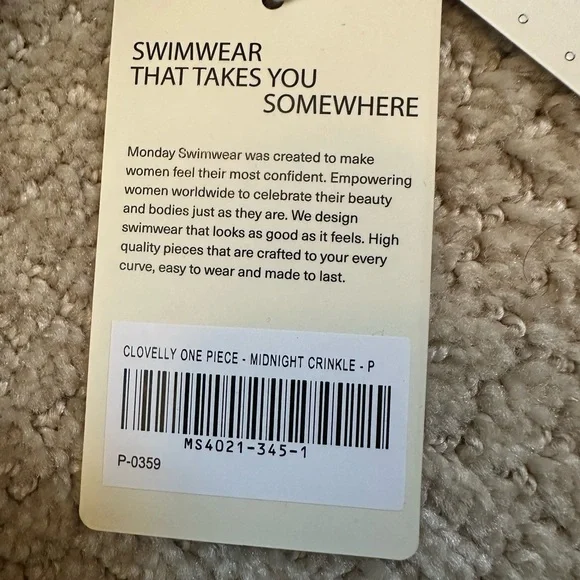 SWIMWEAR
THAT TAKES YOU
SOMEWHERE
Monday Swimwear was created to make
women feel their most confident. Empowering
women worldwide to celebrate their beauty
and bodies just as they are. We design
swimwear that looks as good as it feels. High
quality pieces that are crafted to your every
curve, easy to wear and made to last.
CLOVELLY ONE PIECE - MIDNIGHT CRINKLE - P
MS4021-345-1
P-0359